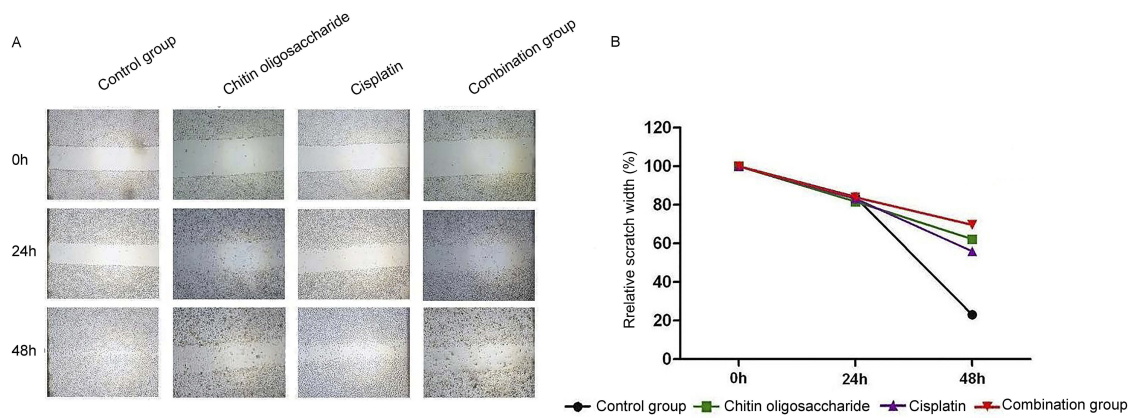 A
Control group
Chitin oligosaccharide
Cisplatin
Combination group
0h
24h
48h
B
Rrelative scratch width (%)
120
100
80
60
40
20
0
0h 24h 48h
Control group Chitin oligosaccharide Cisplatin Combination group